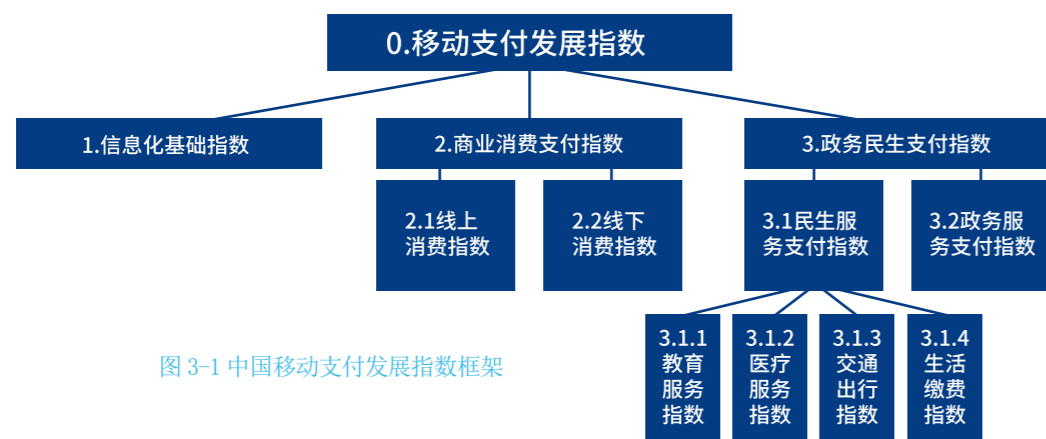 0.移动支付发展指数
1.信息化基础指数
2.商业消费支付指数
3.政务民生支付指数
2.1线上
消费指数
2.2线下
消费指数
3.1民生服
务支付指数
3.2政务服
务支付指数
3.1.1
教育
服务
指数
3.1.2
医疗
服务
指数
3.1.3
交通
出行
指数
3.1.4
生活
缴费
指数
图 3-1 中国移动支付发展指数框架